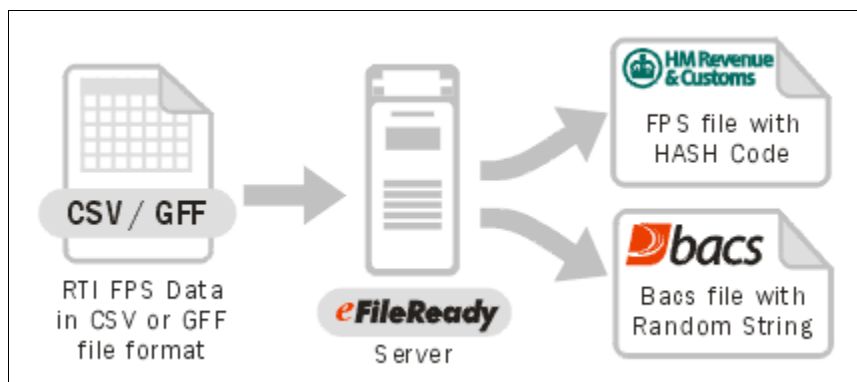 CSV / GFF
RTI FPS Data
in CSV or GFF
file format
eFileReady
Server
HM Revenue
& Customs
FPS file with
HASH Code
bacs
Bacs file with
Random String